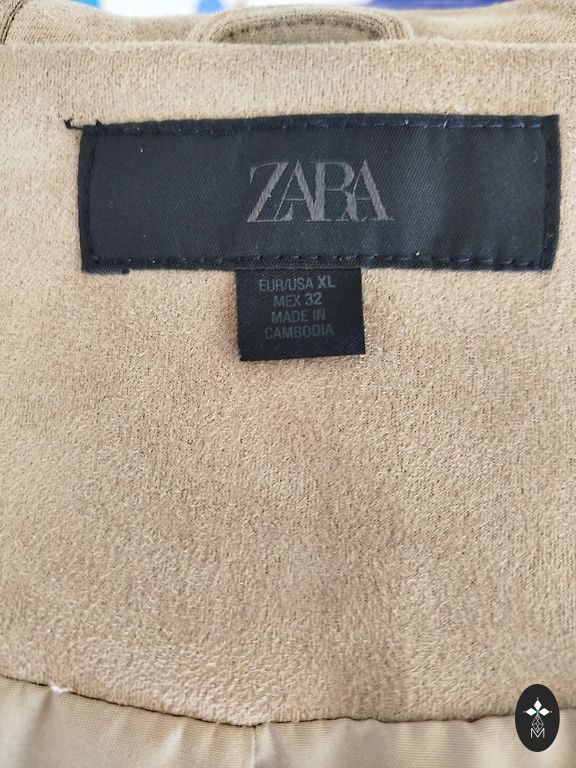 ZARA
EUR/USA XL
MEX 32
MADE IN
CAMBODIA
M